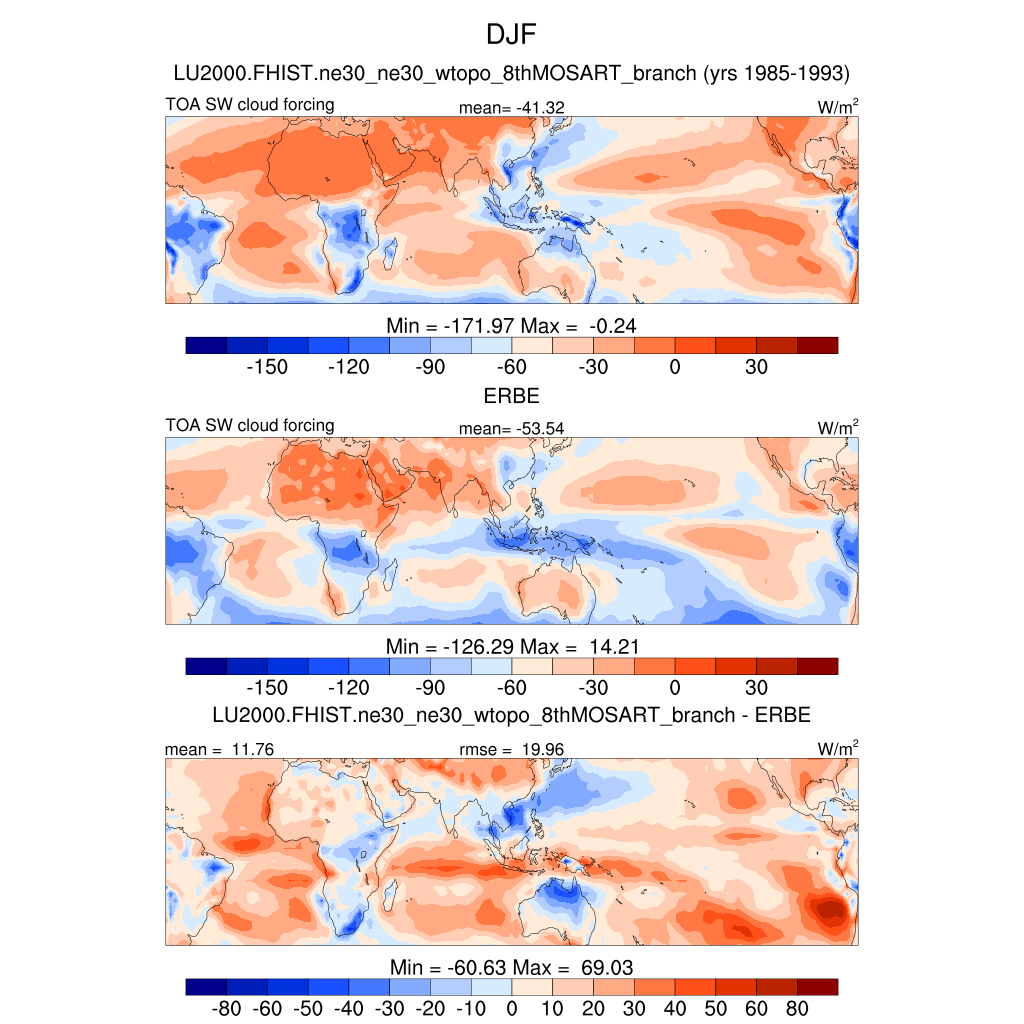 DJF
LU2000.FHIST.ne30_ne30_wtopo_8thMOSART_branch (yrs 1985-1993)
TOA SW cloud forcing mean= -41.32 W/m²
Min = -171.97 Max = -0.24
-150 -120 -90 -60 -30 0 30
ERBE
TOA SW cloud forcing mean= -53.54 W/m²
Min = -126.29 Max = 14.21
-150 -120 -90 -60 -30 0 30
LU2000.FHIST.ne30_ne30_wtopo_8thMOSART_branch - ERBE
mean = 11.76 rmse = 19.96 W/m²
Min = -60.63 Max = 69.03
-80 -60 -50 -40 -30 -20 -10 0 10 20 30 40 50 60 80